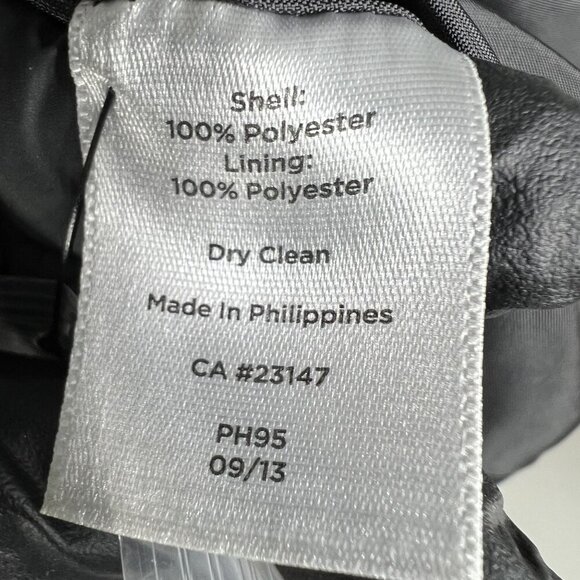 Shell:
100% Polyester
Lining:
100% Polyester
Dry Clean
Made In Philippines
CA #23147
PH95
09/13